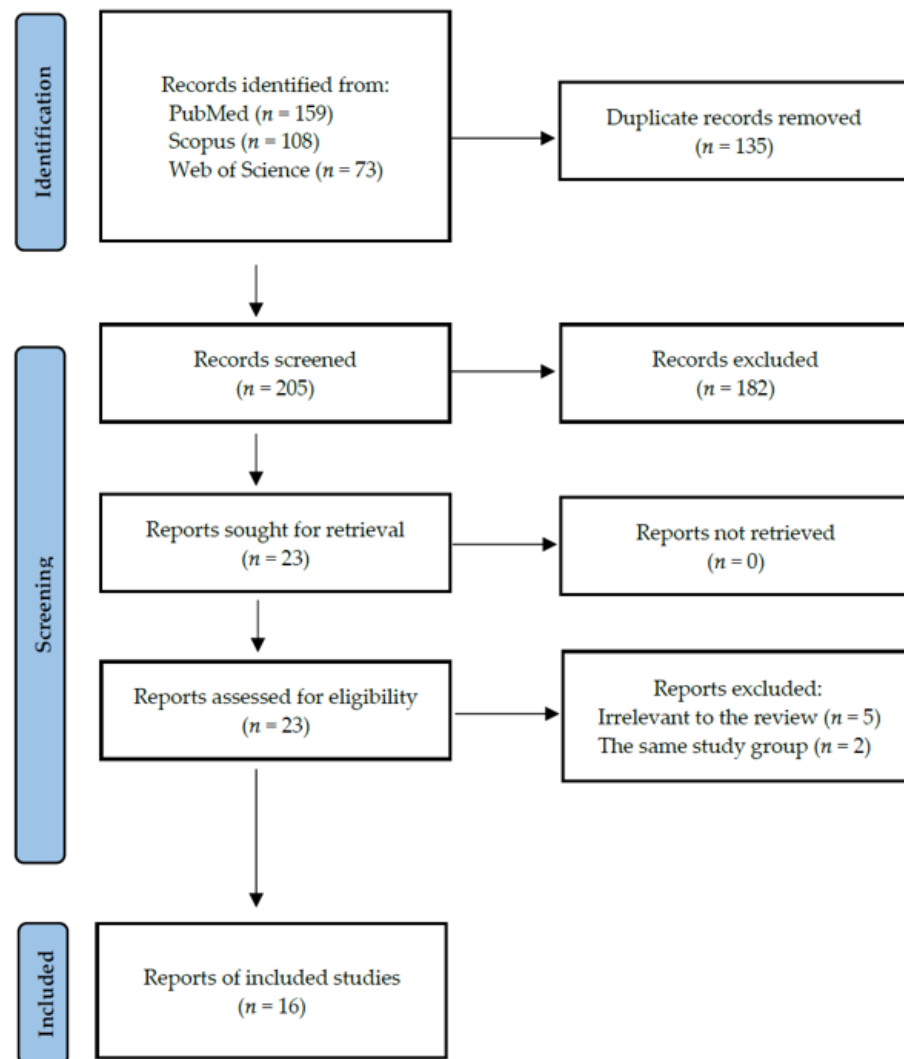 Identification
Records identified from:
PubMed (n = 159)
Scopus (n = 108)
Web of Science (n = 73)
Duplicate records removed
(n = 135)
Screening
Records screened
(n = 205)
Records excluded
(n = 182)
Reports sought for retrieval
(n = 23)
Reports not retrieved
(n = 0)
Reports assessed for eligibility
(n = 23)
Reports excluded:
Irrelevant to the review (n = 5)
The same study group (n = 2)
Included
Reports of included studies
(n = 16)